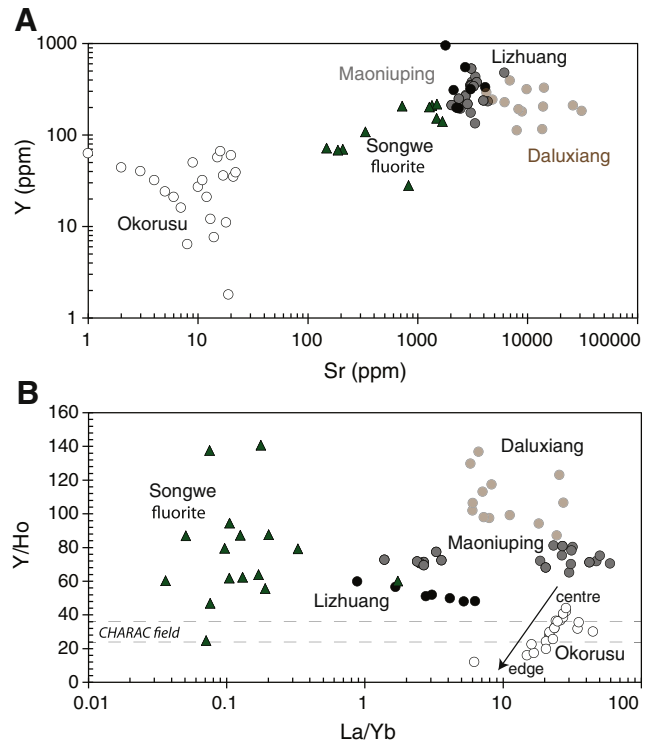 A
1000
100
10
1
Y (ppm)
Maoniuping
Lizhuang
Songwe
fluorite
Daluxiang
Okorusu
1 10 100 1000 10000 100000
Sr (ppm)
B
160
140
120
100
80
60
40
20
0
Y/Ho
Daluxiang
Songwe
fluorite
Maoniuping
Lizhuang
centre
CHARAC field
Okorusu
edge
0.01 0.1 1 10 100
La/Yb